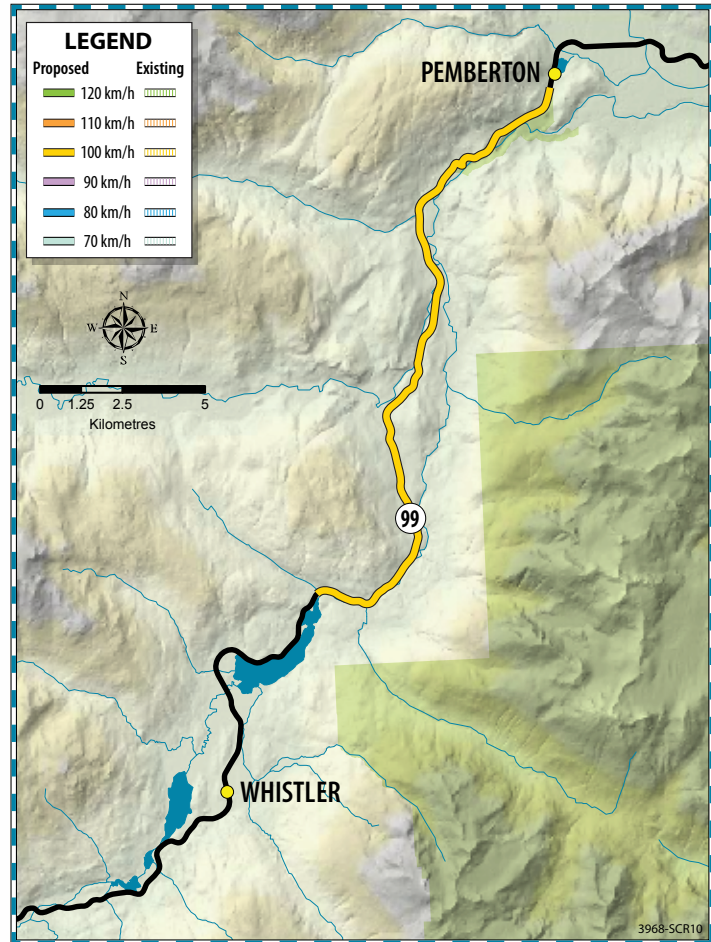 LEGEND
Proposed Existing
120 km/h
110 km/h
100 km/h
90 km/h
80 km/h
70 km/h
PEMBERTON
N
W E
S
0 1.25 2.5 5
Kilometres
99
WHISTLER
3968-SCR10